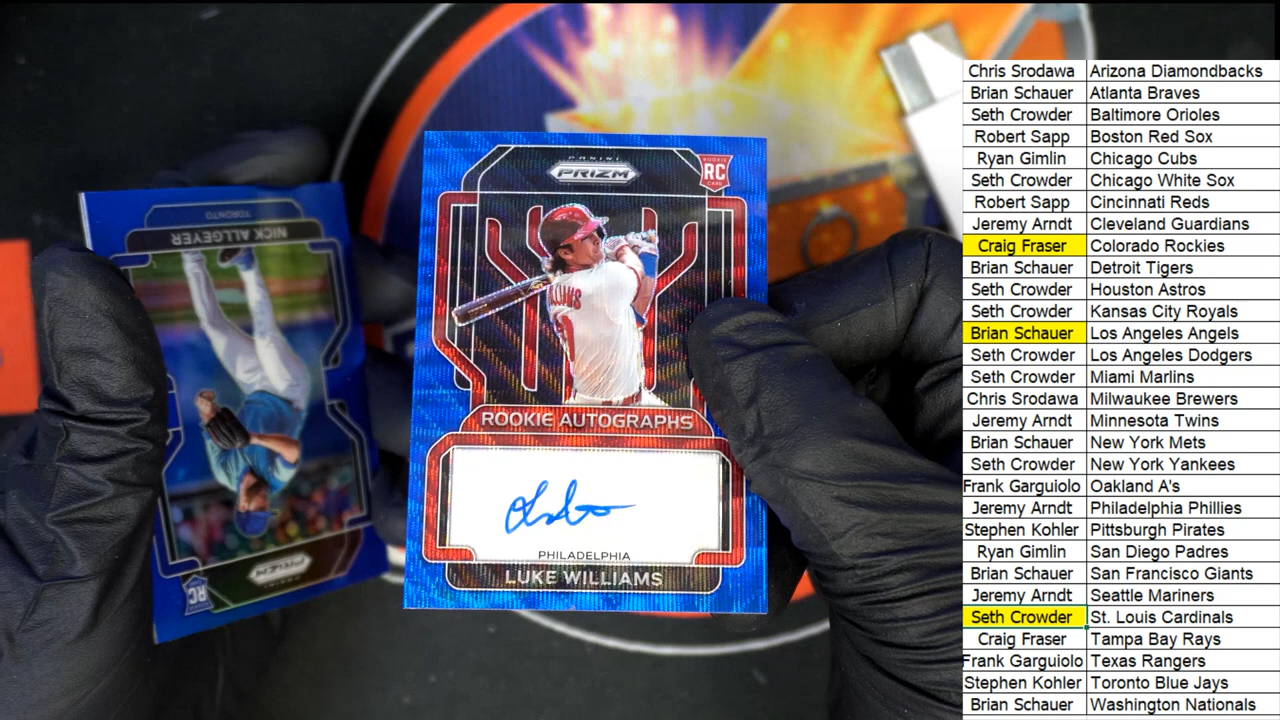 TORONTO
NICK ALLGEYER
PRIZM
RC
PANINI
PRIZM
ROOKIE
RC
CARD
LLIAMS
ROOKIE AUTOGRAPHS
PHILADELPHIA
LUKE WILLIAMS
Chris Srodawa Arizona Diamondbacks
Brian Schauer Atlanta Braves
Seth Crowder Baltimore Orioles
Robert Sapp Boston Red Sox
Ryan Gimlin Chicago Cubs
Seth Crowder Chicago White Sox
Robert Sapp Cincinnati Reds
Jeremy Arndt Cleveland Guardians
Craig Fraser Colorado Rockies
Brian Schauer Detroit Tigers
Seth Crowder Houston Astros
Seth Crowder Kansas City Royals
Brian Schauer Los Angeles Angels
Seth Crowder Los Angeles Dodgers
Seth Crowder Miami Marlins
Chris Srodawa Milwaukee Brewers
Jeremy Arndt Minnesota Twins
Brian Schauer New York Mets
Seth Crowder New York Yankees
Frank Garguiolo Oakland A's
Jeremy Arndt Philadelphia Phillies
Stephen Kohler Pittsburgh Pirates
Ryan Gimlin San Diego Padres
Brian Schauer San Francisco Giants
Jeremy Arndt Seattle Mariners
Seth Crowder St. Louis Cardinals
Craig Fraser Tampa Bay Rays
Frank Garguiolo Texas Rangers
Stephen Kohler Toronto Blue Jays
Brian Schauer Washington Nationals